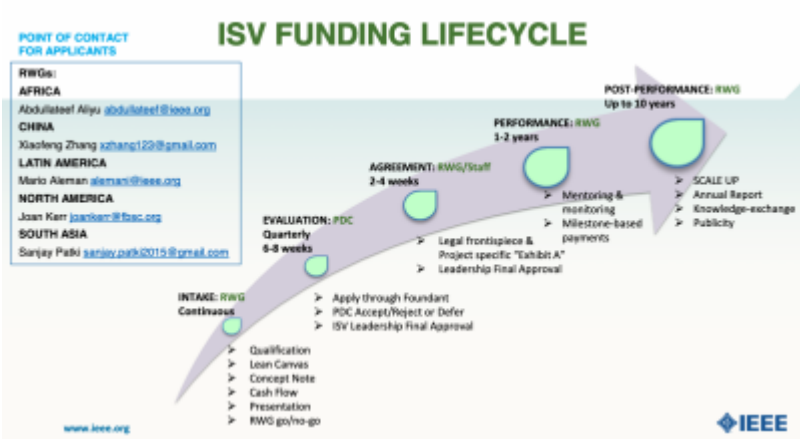 ISV FUNDING LIFECYCLE
POINT OF CONTACT
FOR APPLICANTS
RWGs:
AFRICA
Abdullateef Aliyu abdullateef@ieee.org
CHINA
Xiaofeng Zhang xzhang123@gmail.com
LATIN AMERICA
Mario Aleman alemani@ieee.org
NORTH AMERICA
Joan Kerr joankerr@fbsc.org
SOUTH ASIA
Sanjay Patki sanjay.patki2015@gmail.com
INTAKE: RWG
Continuous
➢ Qualification
➢ Lean Canvas
➢ Concept Note
➢ Cash Flow
➢ Presentation
➢ RWG go/no-go
EVALUATION: PDC
Quarterly
6-8 weeks
➢ Apply through Foundant
➢ PDC Accept/Reject or Defer
➢ ISV Leadership Final Approval
AGREEMENT: RWG/Staff
2-4 weeks
➢ Legal frontispiece &
Project specific "Exhibit A"
➢ Leadership Final Approval
PERFORMANCE: RWG
1-2 years
➢ Mentoring &
monitoring
➢ Milestone-based
payments
POST-PERFORMANCE: RWG
Up to 10 years
➢ SCALE UP
➢ Annual Report
➢ Knowledge-exchange
➢ Publicity
www.ieee.org
IEEE